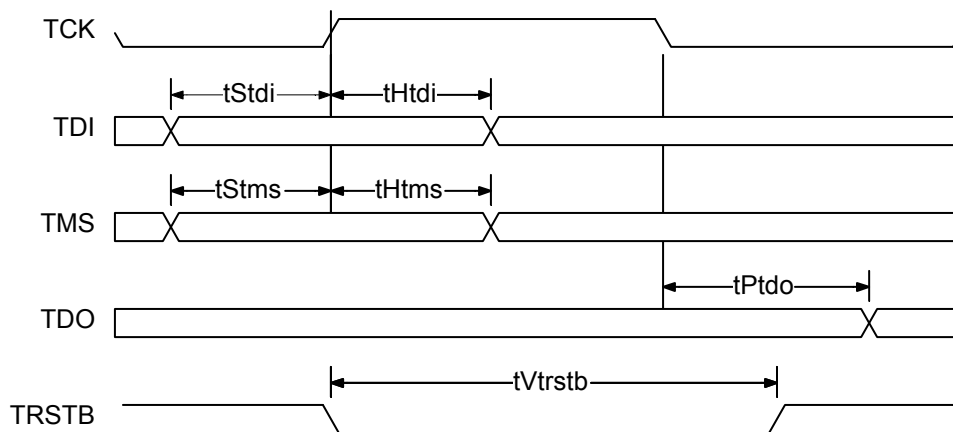 TCK
tStdi tHtdi
TDI
tStms tHtms
TMS
tPtdo
TDO
tVtrstb
TRSTB